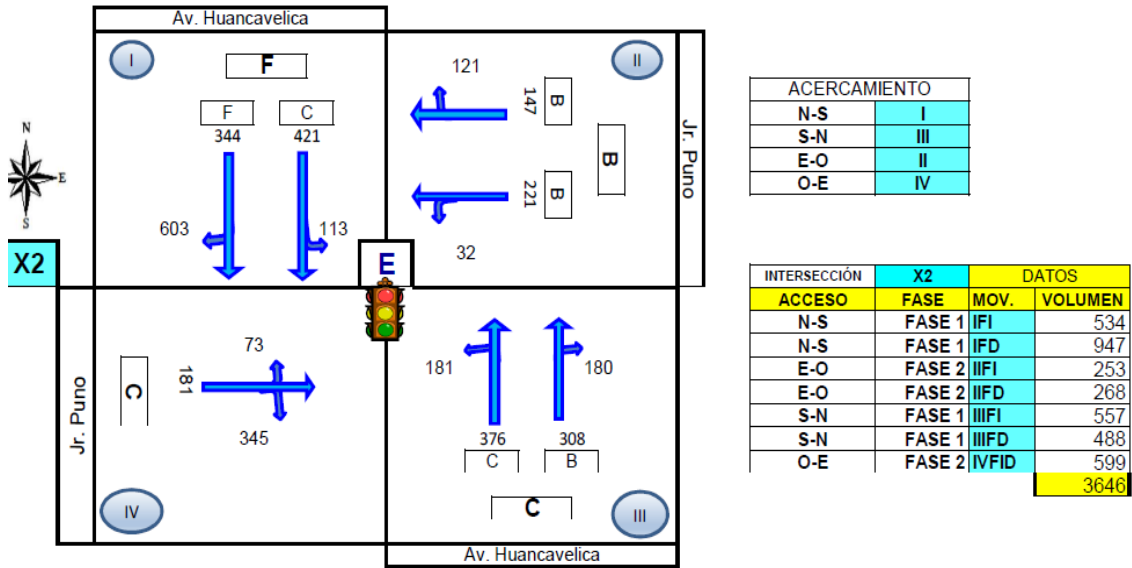 Av. Huancavelica
I
F
II
F
C
344
421
603
113
121
147
B
B
221
B
32
Jr. Puno
N
E
S
X2
E
ACERCAMIENTO
N-S I
S-N III
E-O II
O-E IV
INTERSECCIÓN X2 DATOS
ACCESO FASE MOV. VOLUMEN
N-S FASE 1 IFI 534
N-S FASE 1 IFD 947
E-O FASE 2 IIFI 253
E-O FASE 2 IIFD 268
S-N FASE 1 IIIFI 557
S-N FASE 1 IIIFD 488
O-E FASE 2 IVFID 599
3646
Jr. Puno
C
181
73
345
IV
181
180
376
308
C
B
C
III
Av. Huancavelica